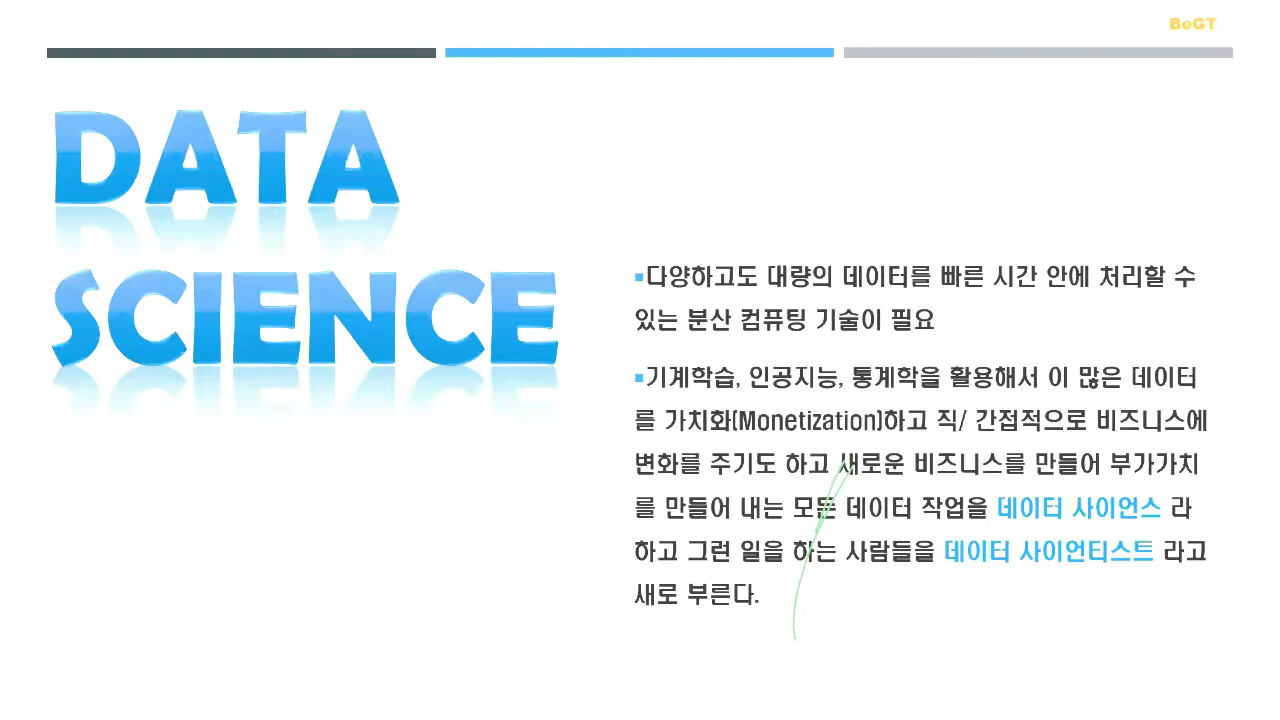 BeGT
DATA
SCIENCE
▪다양하고도 대량의 데이터를 빠른 시간 안에 처리할 수
있는 분산 컴퓨팅 기술이 필요
▪기계학습, 인공지능, 통계학을 활용해서 이 많은 데이터
를 가치화(Monetization)하고 직/ 간접적으로 비즈니스에
변화를 주기도 하고 새로운 비즈니스를 만들어 부가가치
를 만들어 내는 모든 데이터 작업을 데이터 사이언스 라
하고 그런 일을 하는 사람들을 데이터 사이언티스트 라고
새로 부른다.